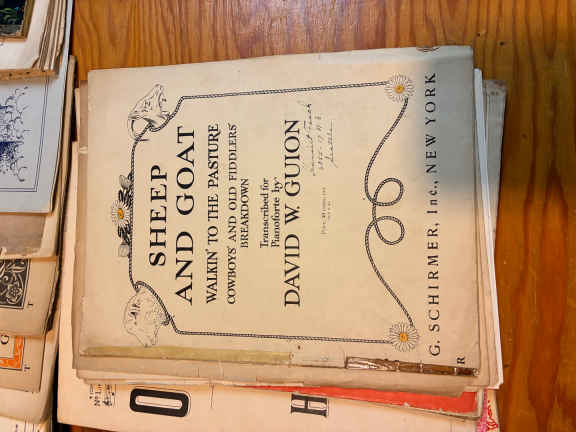 SHEEP
AND GOAT
WALKIN' TO THE PASTURE
COWBOYS' AND OLD FIDDLERS'
BREAKDOWN
Transcribed for
Pianoforte by
DAVID W. GUION
G. SCHIRMER, Inc., NEW YORK
R
O
H
No
T
T